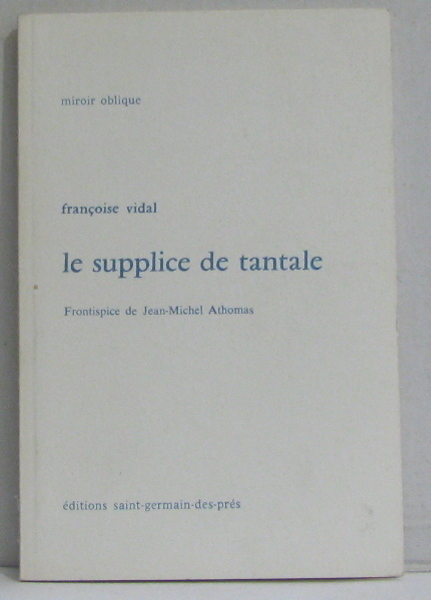 miroir oblique
françoise vidal
le supplice de tantale
Frontispice de Jean-Michel Athomas
éditions saint-germain-des-prés